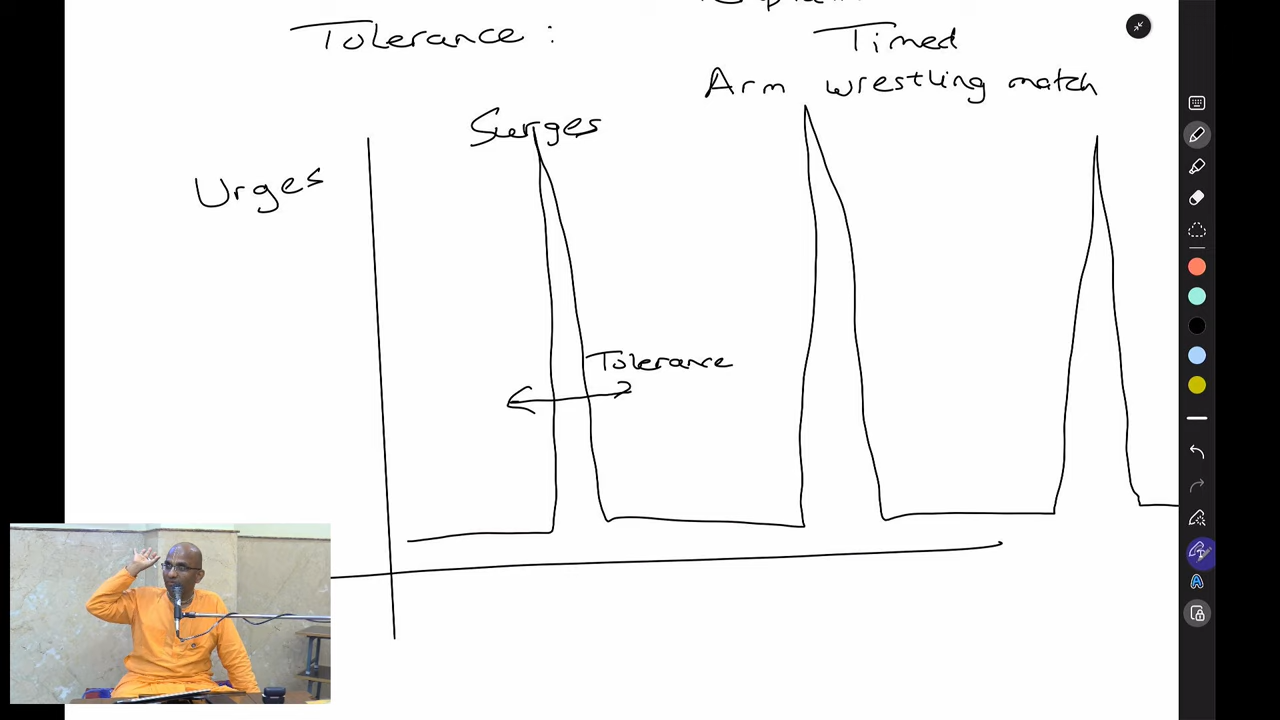 Tolerance : Timed
Arm wrestling match
Surges
Urges
Tolerance